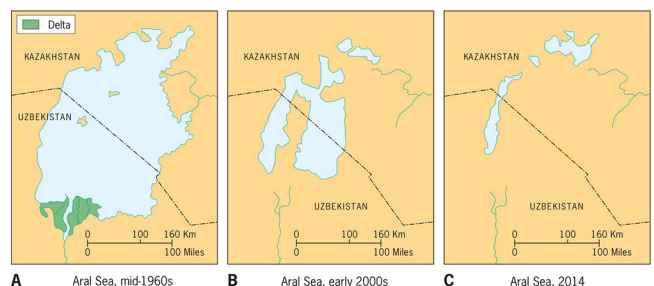 Delta
KAZAKHSTAN
UZBEKISTAN
0 100 160 Km
0 100 Miles
A Aral Sea, mid-1960s
KAZAKHSTAN
UZBEKISTAN
0 100 160 Km
0 100 Miles
B Aral Sea, early 2000s
KAZAKHSTAN
UZBEKISTAN
0 100 160 Km
0 100 Miles
C Aral Sea, 2014